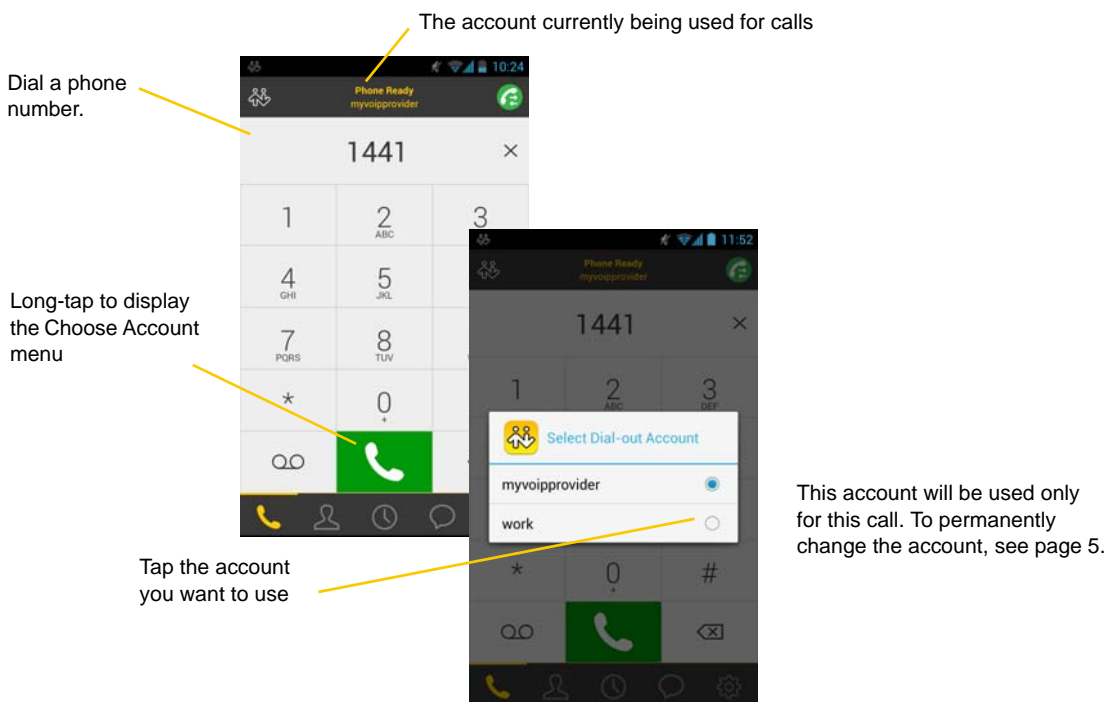 The account currently being used for calls
Dial a phone
number.
10:24
Phone Ready
myvoipprovider
1441
1
2
ABC
3
4
GHI
5
JKL
7
PQRS
8
TUV
*
0
+
Long-tap to display
the Choose Account
menu
11:52
Phone Ready
myvoipprovider
1441
1
2
ABC
3
DEF
Select Dial-out Account
myvoipprovider
work
*
0
+
#
Tap the account
you want to use
This account will be used only
for this call. To permanently
change the account, see page 5.